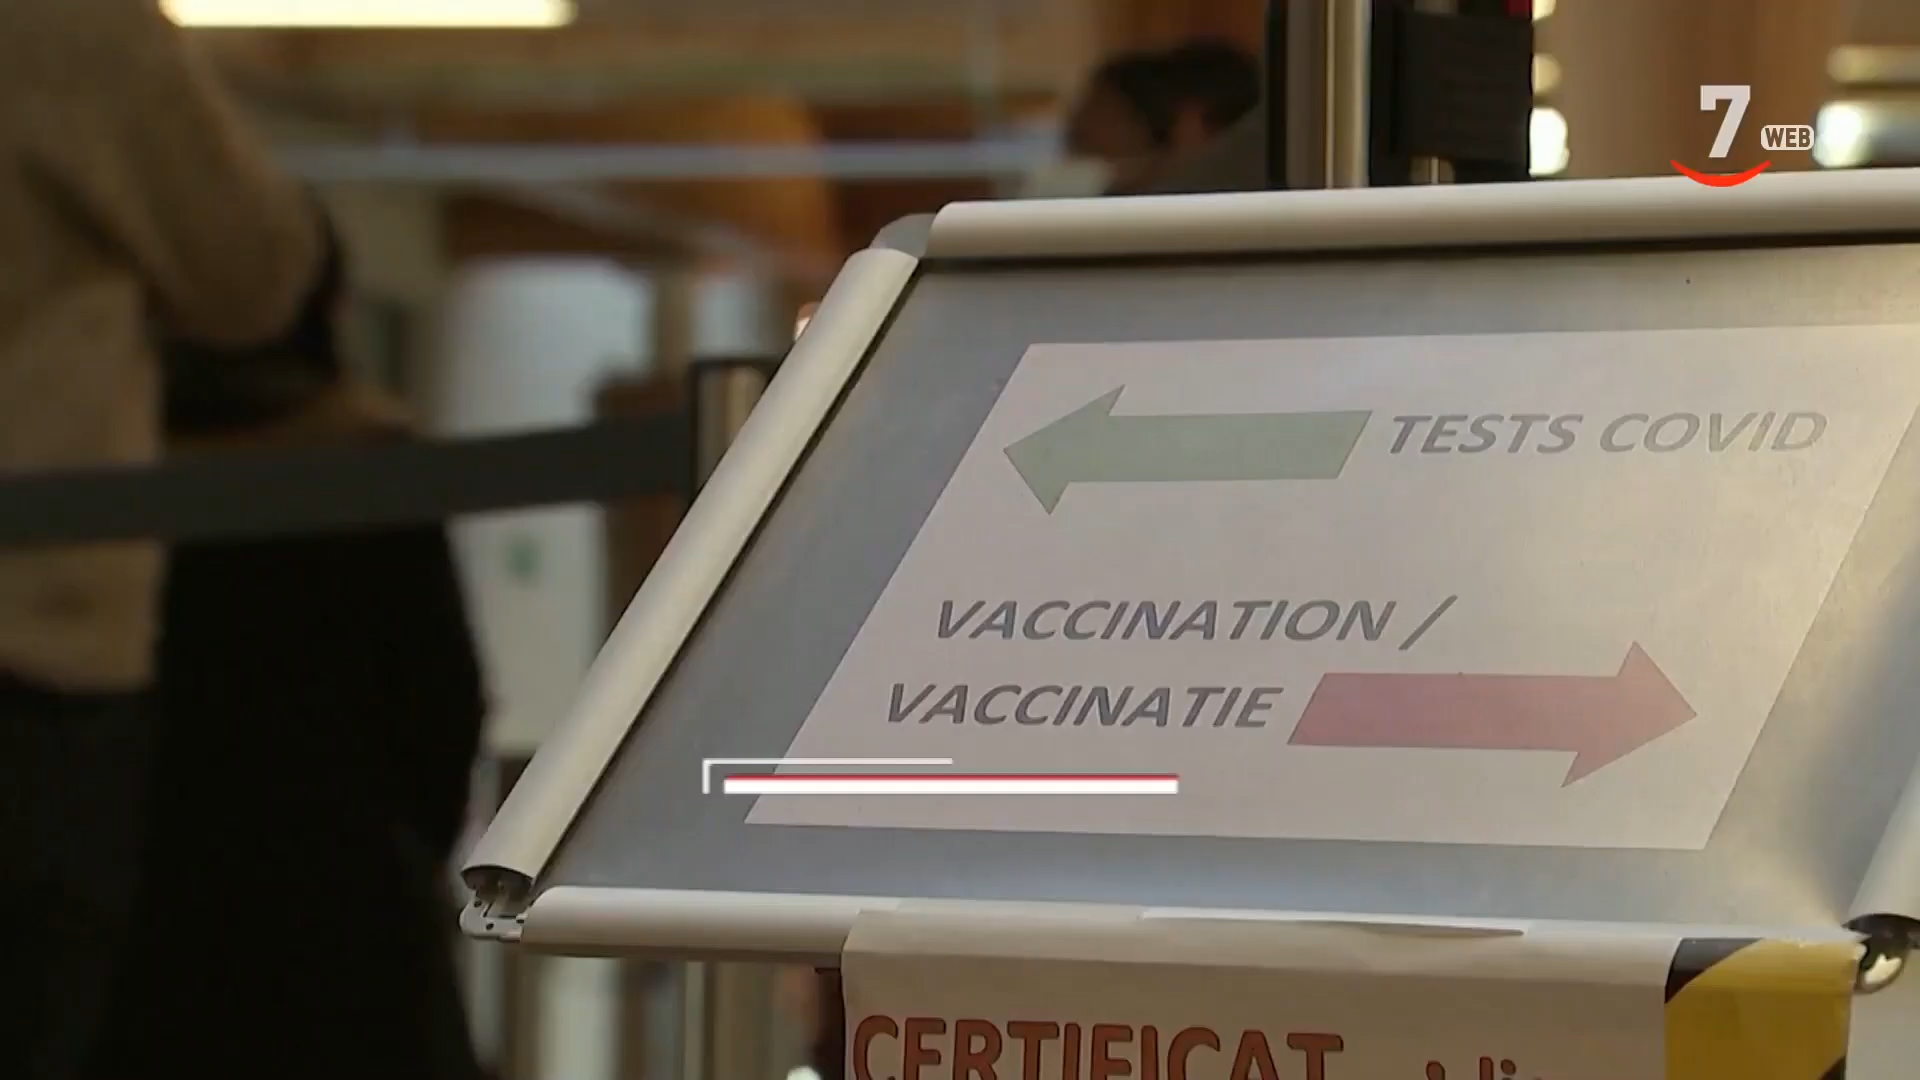 7 WEB
TESTS COVID
VACCINATION /
VACCINATIE
CERTIFICAT